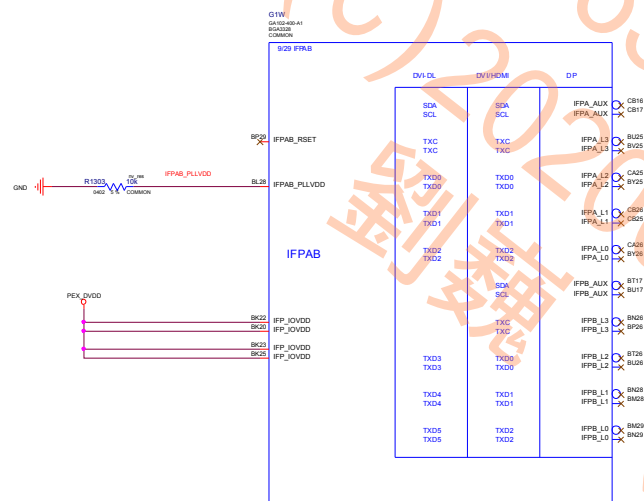 G1W
GA102-400-A1
BGA3328
COMMON
9/29 IFPAB
DVI-DL DVI/HDMI DP
SDA SDA IFPA_AUX CB16
SCL SCL IFPA_AUX CB17
BP29 IFPAB_RSET
TXC TXC IFPA_L3 BU25
TXC TXC IFPA_L3 BV25
GND R1303 10k IFPAB_PLLVDD BL28 IFPAB_PLLVDD
0402 5 % COMMON
TXD0 TXD0 IFPA_L2 CA25
TXD0 TXD0 IFPA_L2 BY25
TXD1 TXD1 IFPA_L1 CB26
TXD1 TXD1 IFPA_L1 CB25
IFPAB
TXD2 TXD2 IFPA_L0 CA26
TXD2 TXD2 IFPA_L0 BY26
SDA IFPB_AUX BT17
SCL IFPB_AUX BU17
PEX_DVDD
BK22 IFP_IOVDD
BK20 IFP_IOVDD
BK23 IFP_IOVDD
BK25 IFP_IOVDD
TXC IFPB_L3 BN26
TXC IFPB_L3 BP26
TXD3 TXD0 IFPB_L2 BT26
TXD3 TXD0 IFPB_L2 BU26
TXD4 TXD1 IFPB_L1 BN28
TXD4 TXD1 IFPB_L1 BM28
TXD5 TXD2 IFPB_L0 BM29
TXD5 TXD2 IFPB_L0 BN29
劉巍